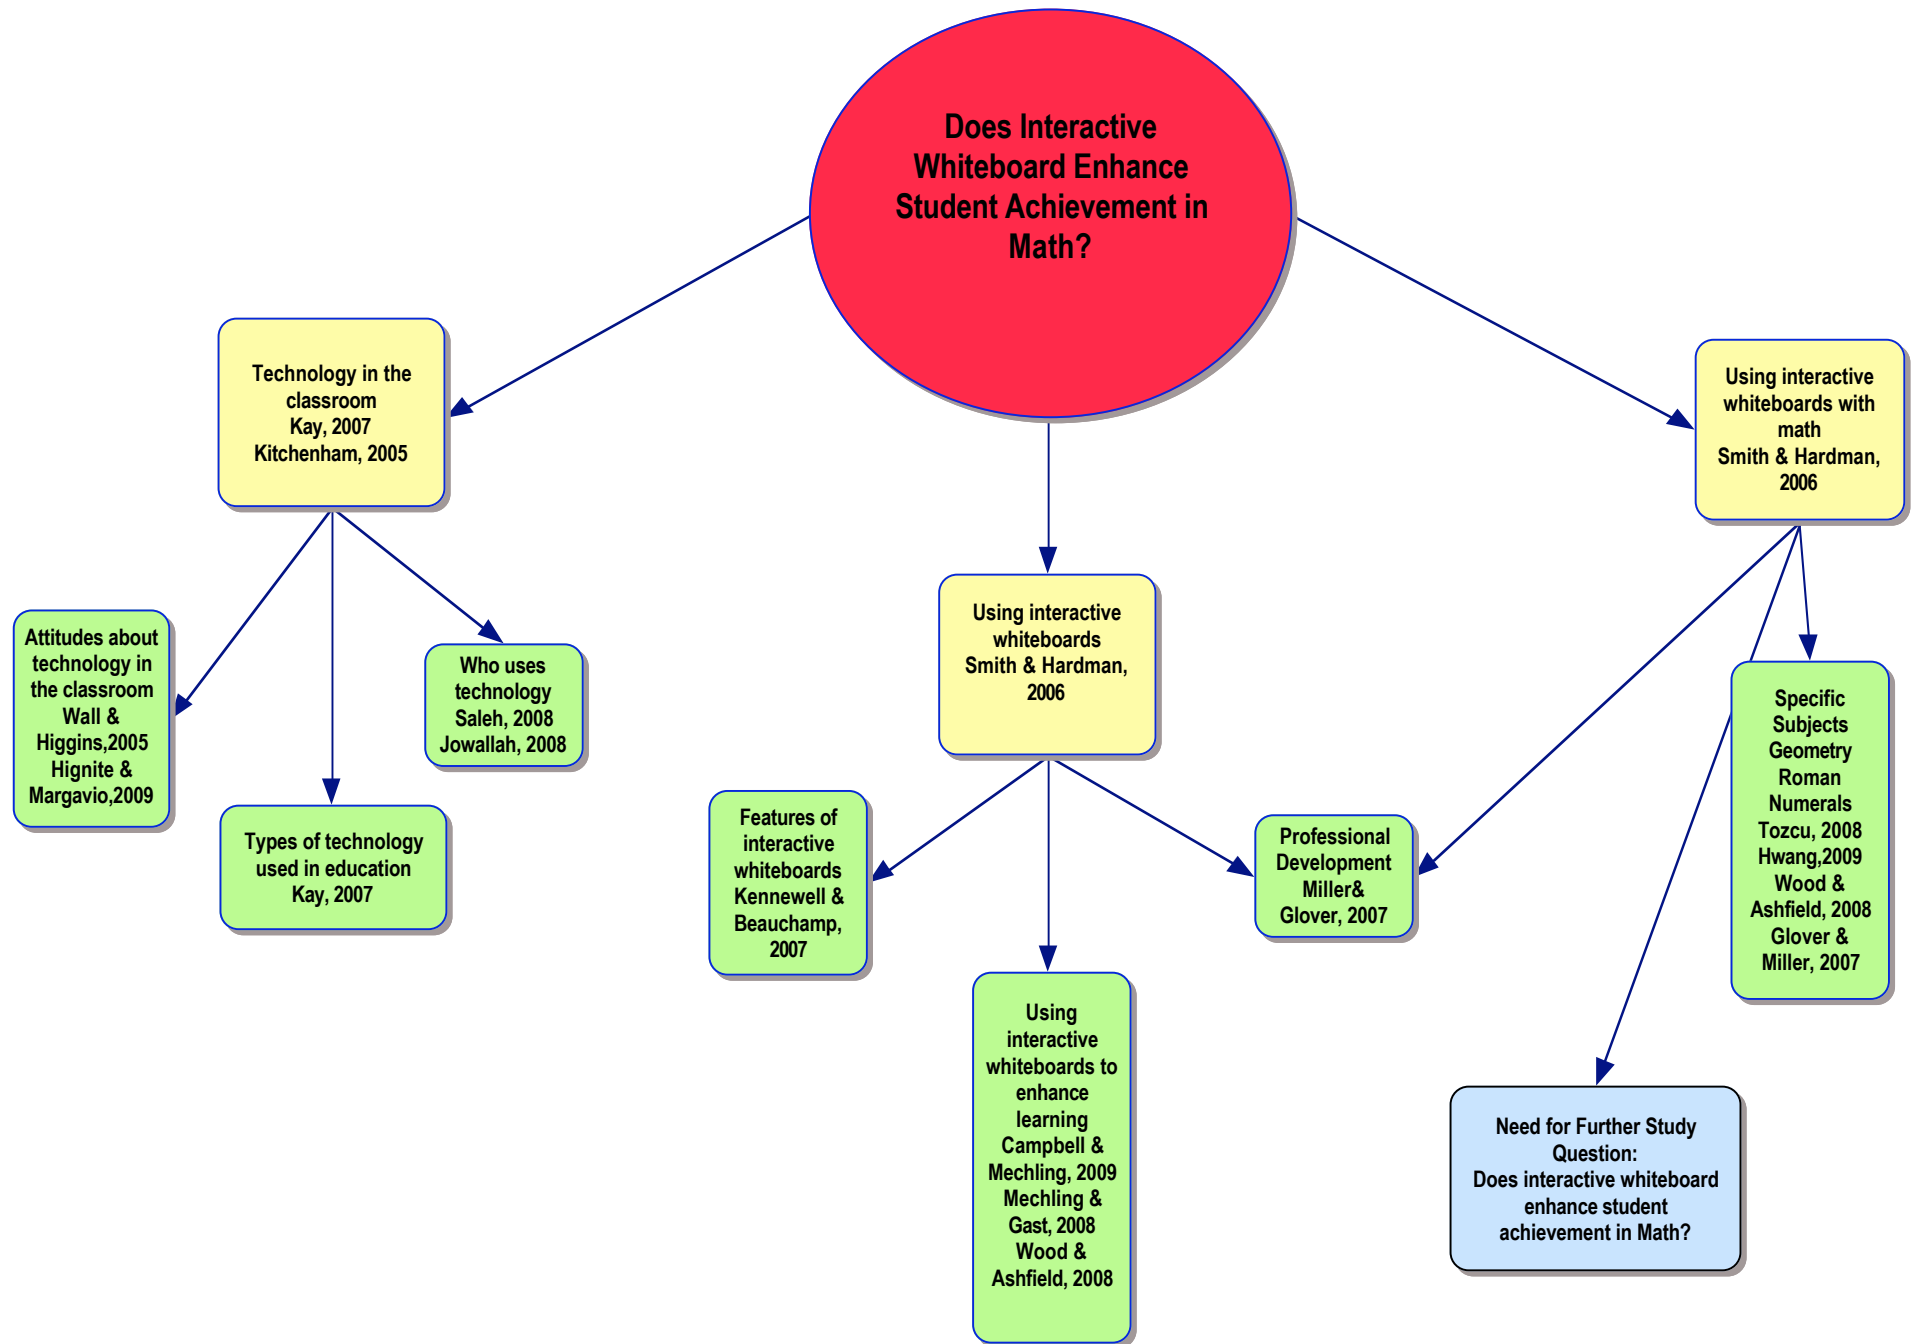 Does Interactive
Whiteboard Enhance
Student Achievement in
Math?
Technology in the
classroom
Kay, 2007
Kitchenham, 2005
Using interactive
whiteboards with
math
Smith & Hardman,
2006
Using interactive
whiteboards
Smith & Hardman,
2006
Attitudes about
technology in
the classroom
Wall &
Higgins,2005
Hignite &
Margavio,2009
Who uses
technology
Saleh, 2008
Jowallah, 2008
Types of technology
used in education
Kay, 2007
Features of
interactive
whiteboards
Kennewell &
Beauchamp,
2007
Professional
Development
Miller&
Glover, 2007
Specific
Subjects
Geometry
Roman
Numerals
Tozcu, 2008
Hwang,2009
Wood &
Ashfield, 2008
Glover &
Miller, 2007
Using
interactive
whiteboards to
enhance
learning
Campbell &
Mechling, 2009
Mechling &
Gast, 2008
Wood &
Ashfield, 2008
Need for Further Study
Question:
Does interactive whiteboard
enhance student
achievement in Math?